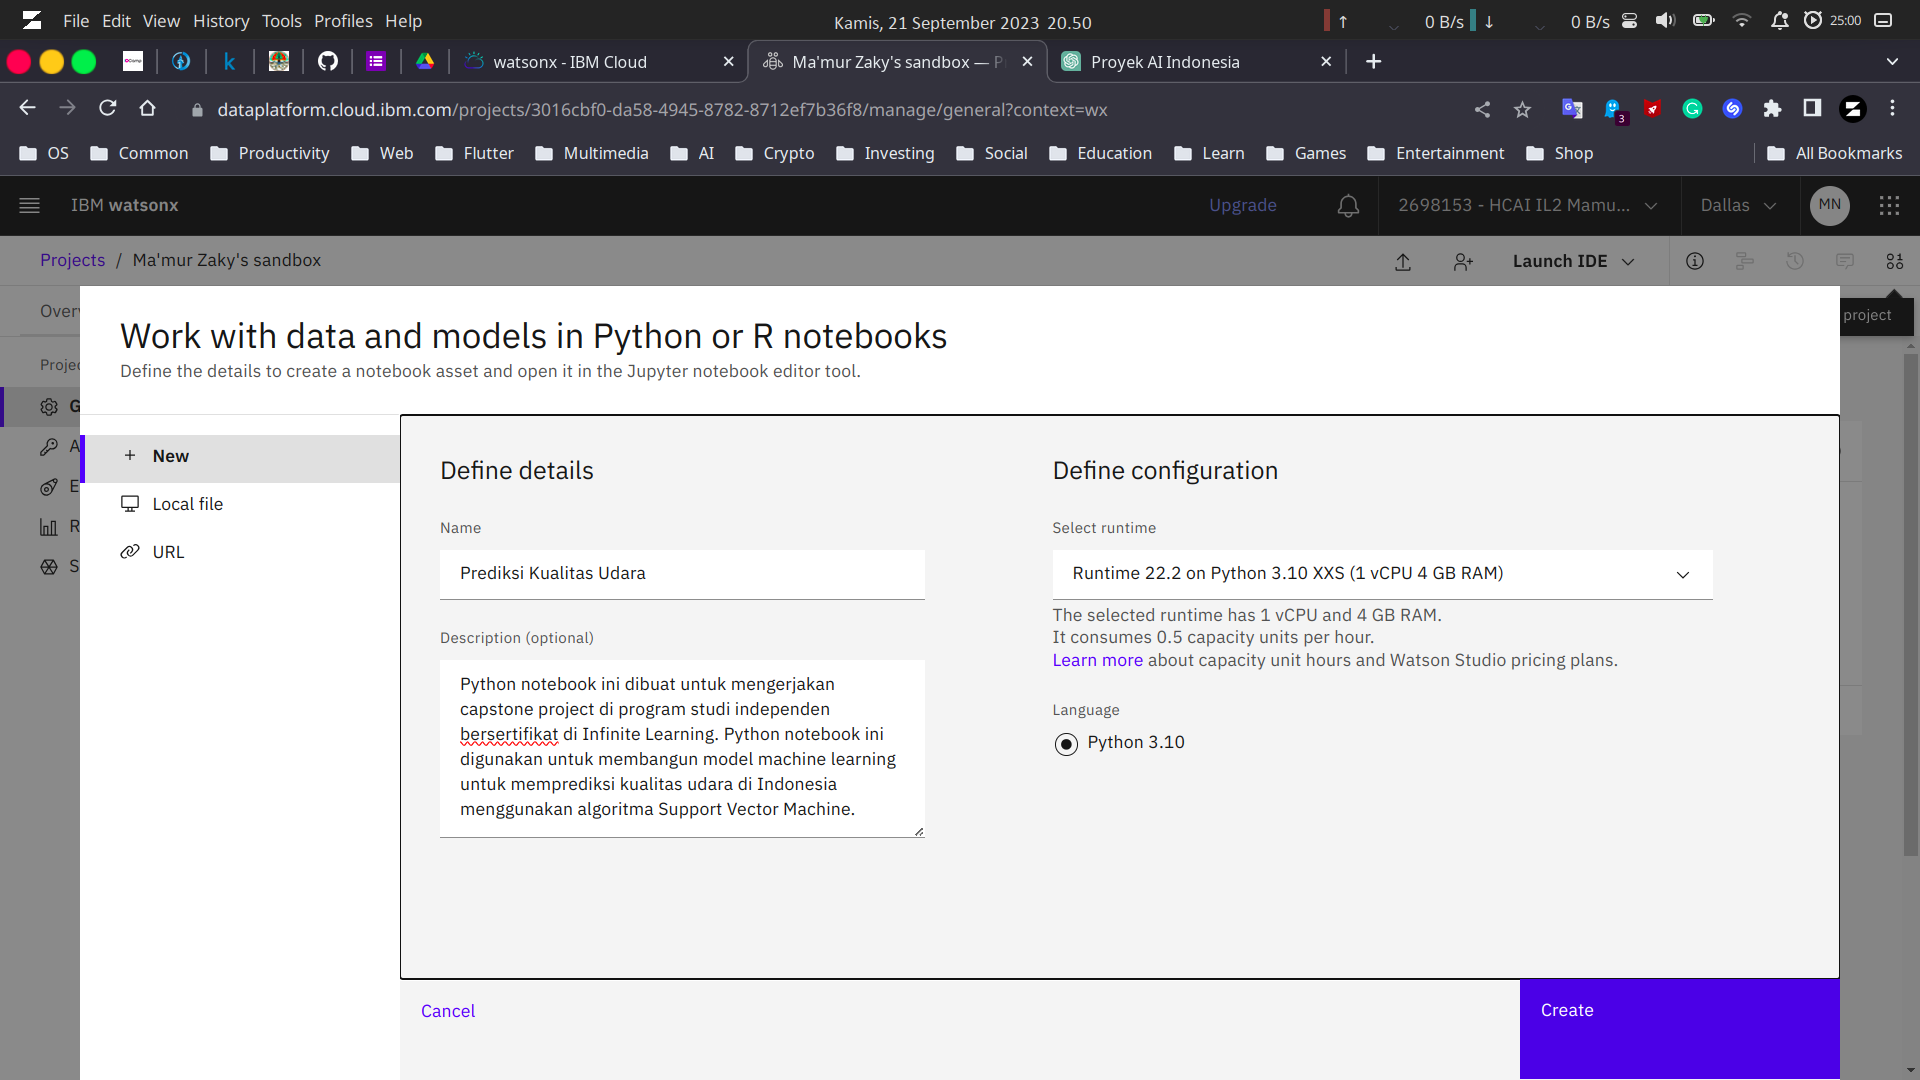 File Edit View History Tools Profiles Help
Kamis, 21 September 2023 20.50
↑ 0 B/s ↓ 0 B/s 25:00
watsonx - IBM Cloud
Ma'mur Zaky's sandbox — P
Proyek AI Indonesia
dataplatform.cloud.ibm.com/projects/3016cbf0-da58-4945-8782-8712ef7b36f8/manage/general?context=wx
3
OS Common Productivity Web Flutter Multimedia AI Crypto Investing Social Education Learn Games Entertainment Shop All Bookmarks
IBM watsonx
Upgrade
2698153 - HCAI IL2 Mamu...
Dallas
MN
Projects / Ma'mur Zaky's sandbox
Launch IDE
Over
project
Projec
G
A
E
R
S
Work with data and models in Python or R notebooks
Define the details to create a notebook asset and open it in the Jupyter notebook editor tool.
+ New
Local file
URL
Define details
Name
Prediksi Kualitas Udara
Description (optional)
Python notebook ini dibuat untuk mengerjakan
capstone project di program studi independen
bersertifikat di Infinite Learning. Python notebook ini
digunakan untuk membangun model machine learning
untuk memprediksi kualitas udara di Indonesia
menggunakan algoritma Support Vector Machine.
Define configuration
Select runtime
Runtime 22.2 on Python 3.10 XXS (1 vCPU 4 GB RAM)
The selected runtime has 1 vCPU and 4 GB RAM.
It consumes 0.5 capacity units per hour.
Learn more about capacity unit hours and Watson Studio pricing plans.
Language
Python 3.10
Cancel
Create